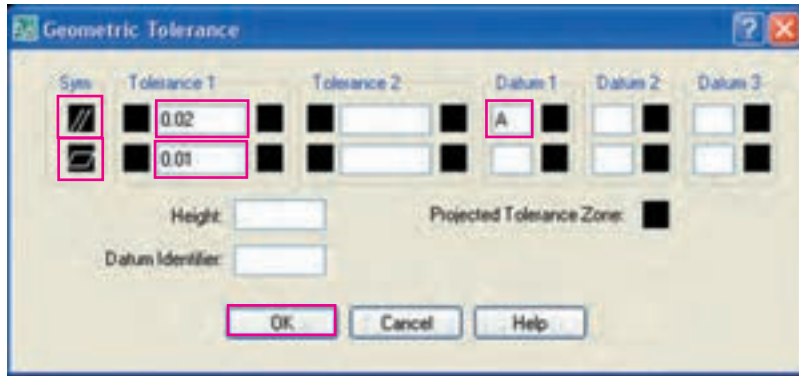 Geometric Tolerance
Sym Tolerance 1 Tolerance 2 Datum 1 Datum 2 Datum 3
0.02 A
0.01
Height: Projected Tolerance Zone:
Datum Identifier:
OK Cancel Help